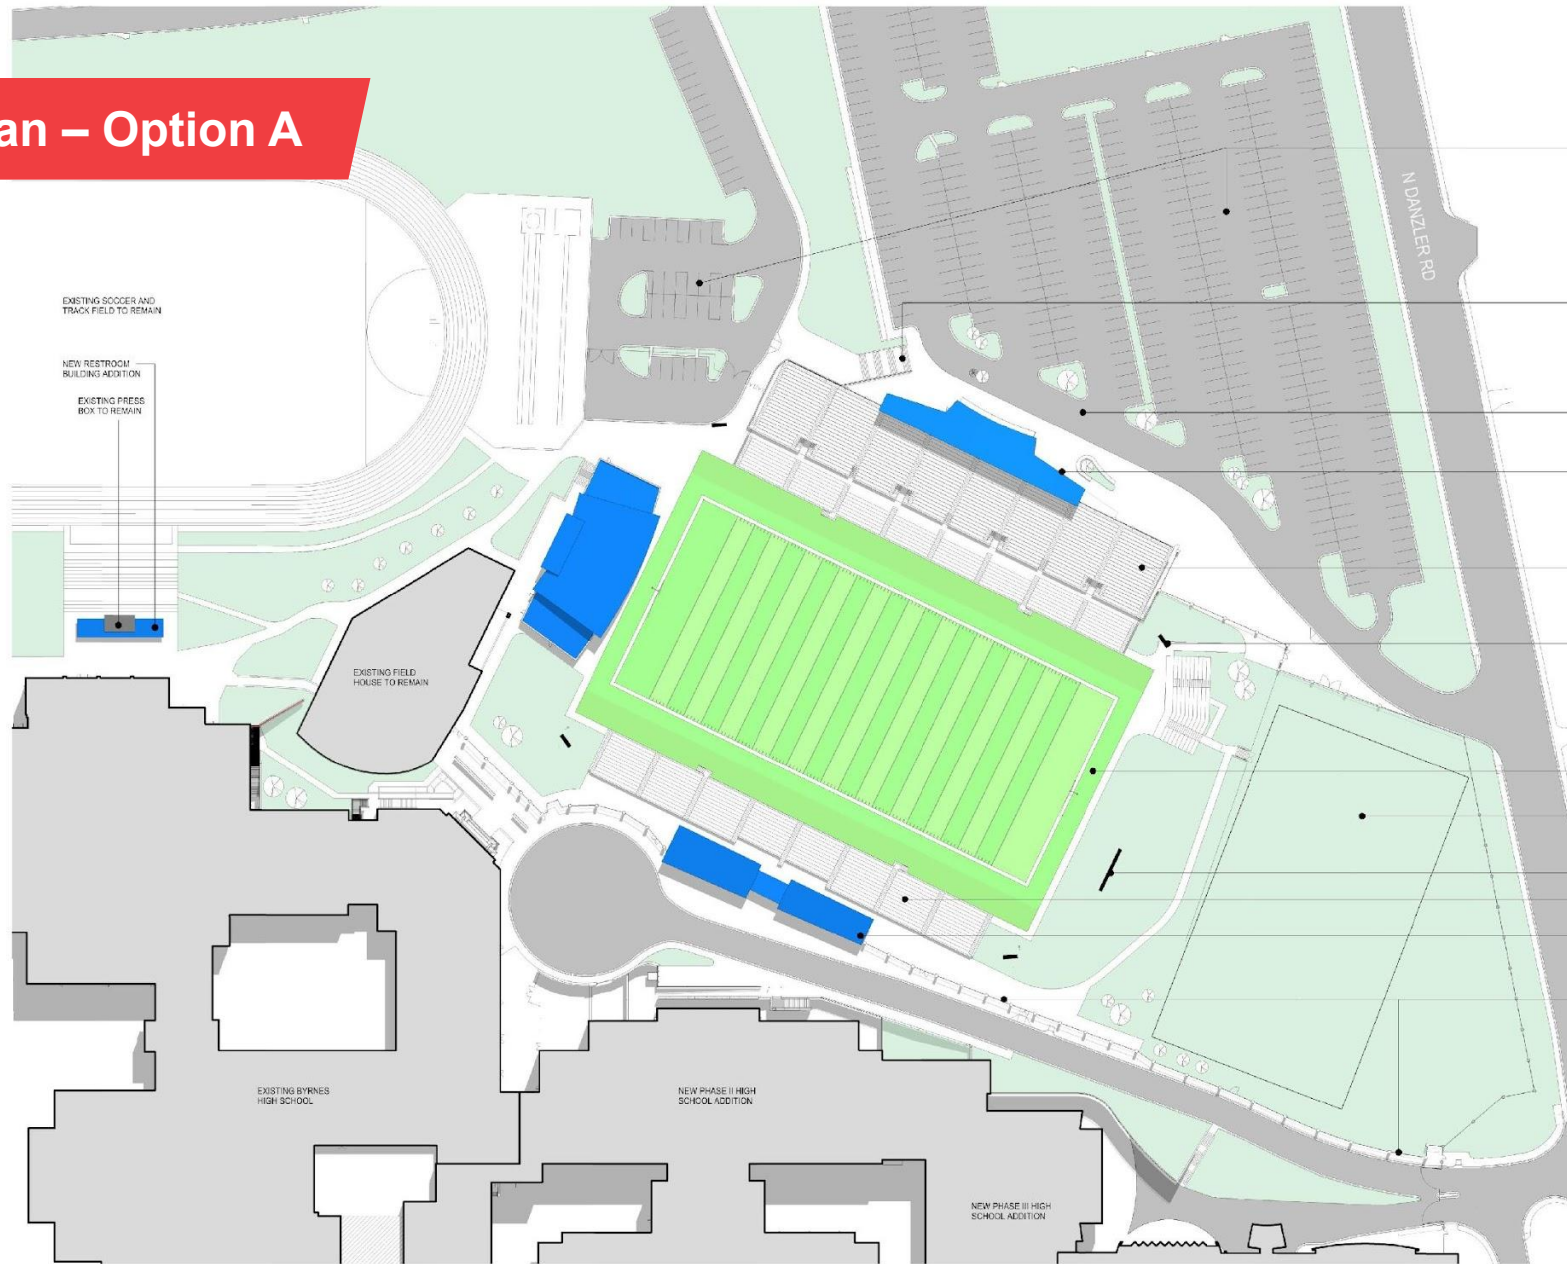 an – Option A
N DANZLER RD
EXISTING SOCCER AND
TRACK FIELD TO REMAIN
NEW RESTROOM
BUILDING ADDITION
EXISTING PRESS
BOX TO REMAIN
EXISTING FIELD
HOUSE TO REMAIN
EXISTING BYRNES
HIGH SCHOOL
NEW PHASE II HIGH
SCHOOL ADDITION
NEW PHASE III HIGH
SCHOOL ADDITION